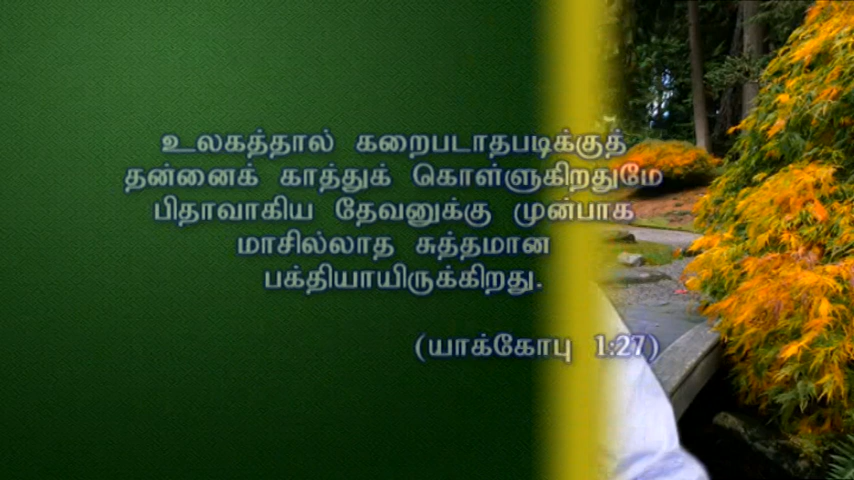 உலகத்தால் கறைபடாதபடிக்குத்
தன்னைக் காத்துக் கொள்ளுகிறதுமே
பிதாவாகிய தேவனுக்கு முன்பாக
மாசில்லாத சுத்தமான
பக்தியாயிருக்கிறது.
(யாக்கோபு 1:27)